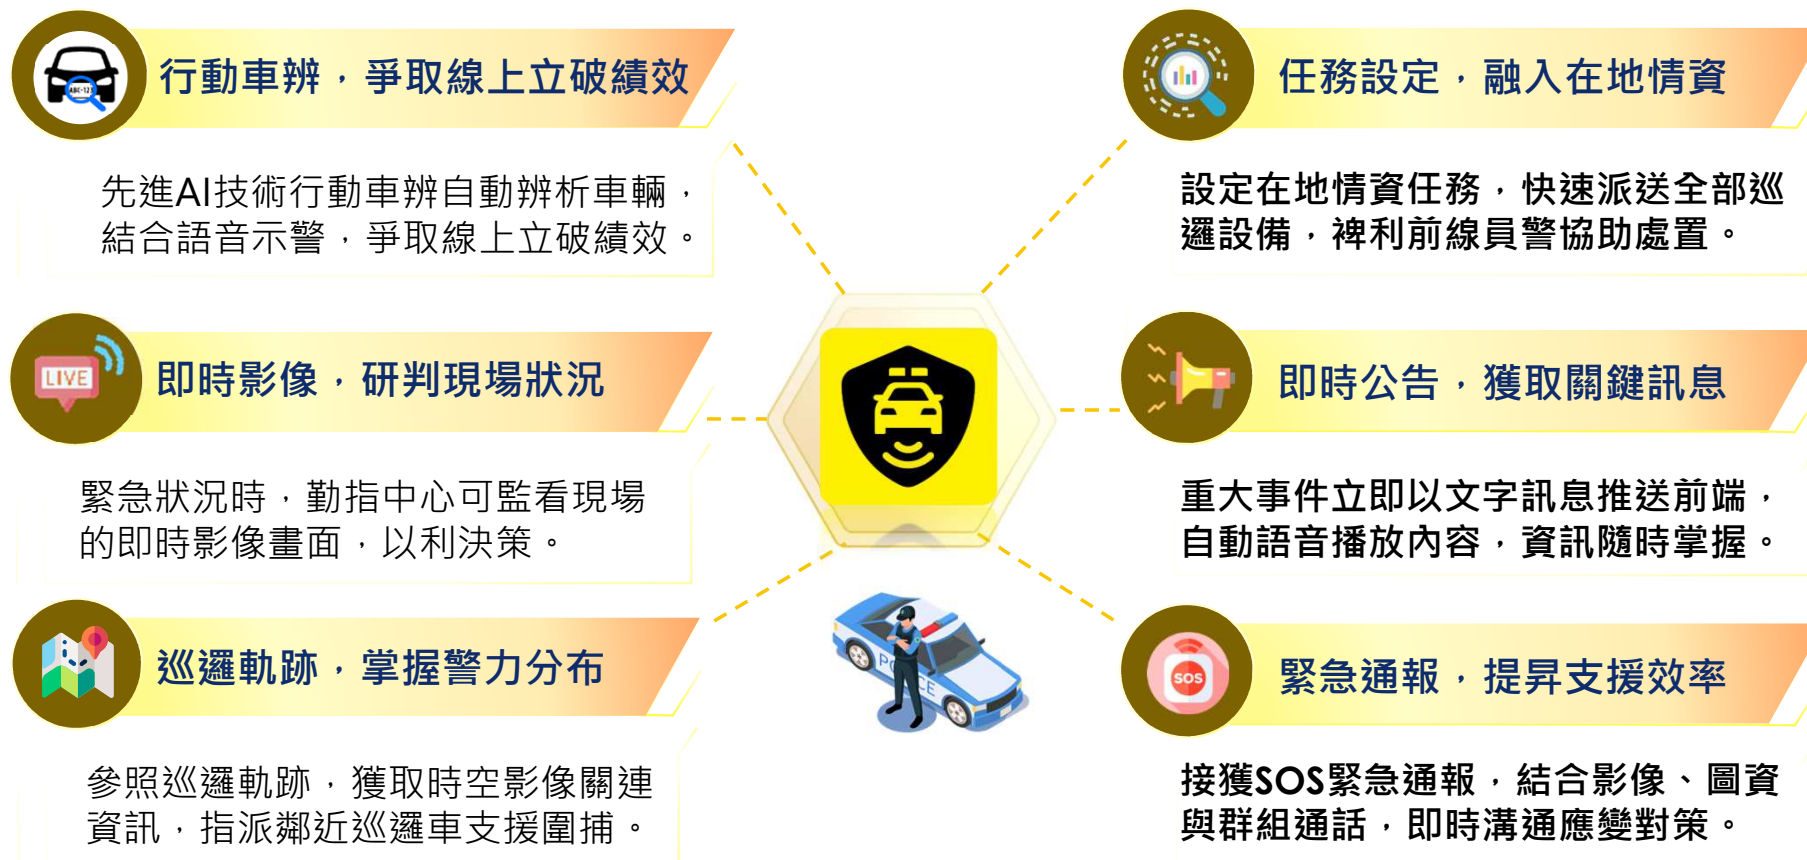 行動車辨，爭取線上立破績效
先進AI技術行動車辨自動辨析車輛，
結合語音示警，爭取線上立破績效。
LIVE
即時影像，研判現場狀況
緊急狀況時，勤指中心可監看現場
的即時影像畫面，以利決策。
巡邏軌跡，掌握警力分布
參照巡邏軌跡，獲取時空影像關連
資訊，指派鄰近巡邏車支援圍捕。
任務設定，融入在地情資
設定在地情資任務，快速派送全部巡
邏設備，裨利前線員警協助處置。
即時公告，獲取關鍵訊息
重大事件立即以文字訊息推送前端，
自動語音播放內容，資訊隨時掌握。
SOS
緊急通報，提昇支援效率
接獲SOS緊急通報，結合影像、圖資
與群組通話，即時溝通應變對策。